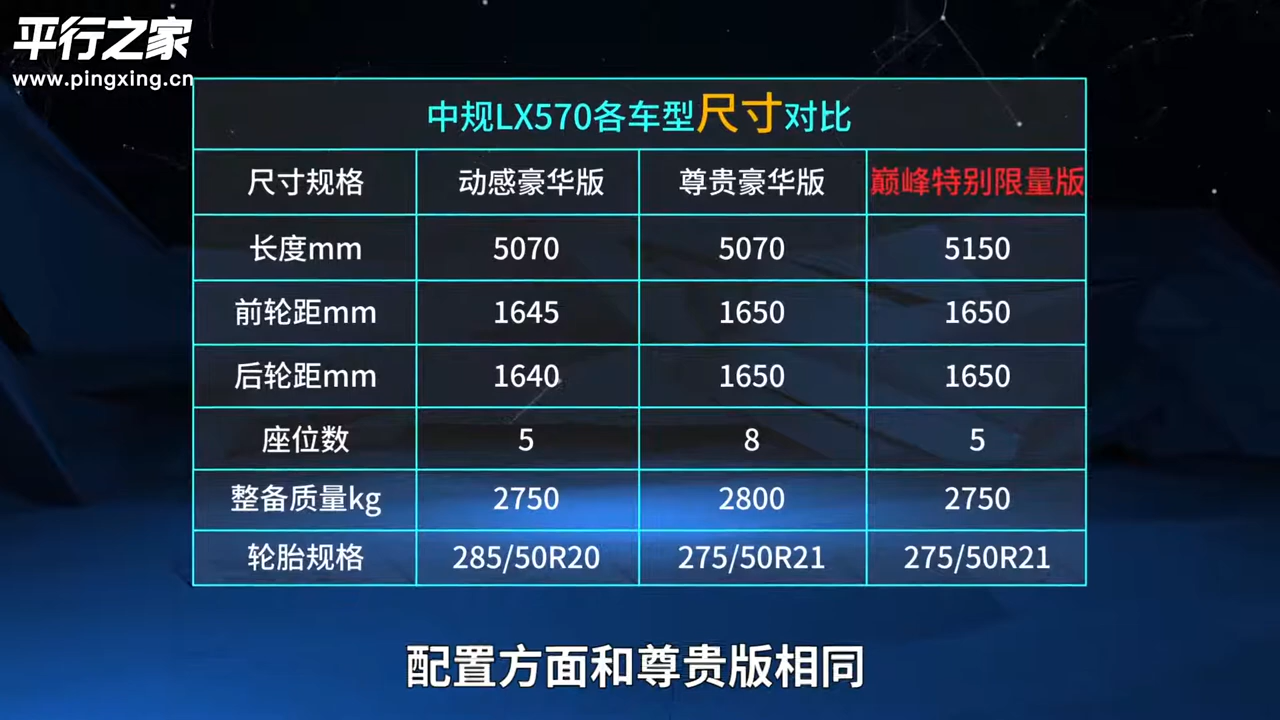 平行之家
www.pingxing.cn
中规LX570各车型尺寸对比
尺寸规格 动感豪华版 尊贵豪华版 巅峰特别限量版
长度mm 5070 5070 5150
前轮距mm 1645 1650 1650
后轮距mm 1640 1650 1650
座位数 5 8 5
整备质量kg 2750 2800 2750
轮胎规格 285/50R20 275/50R21 275/50R21
配置方面和尊贵版相同